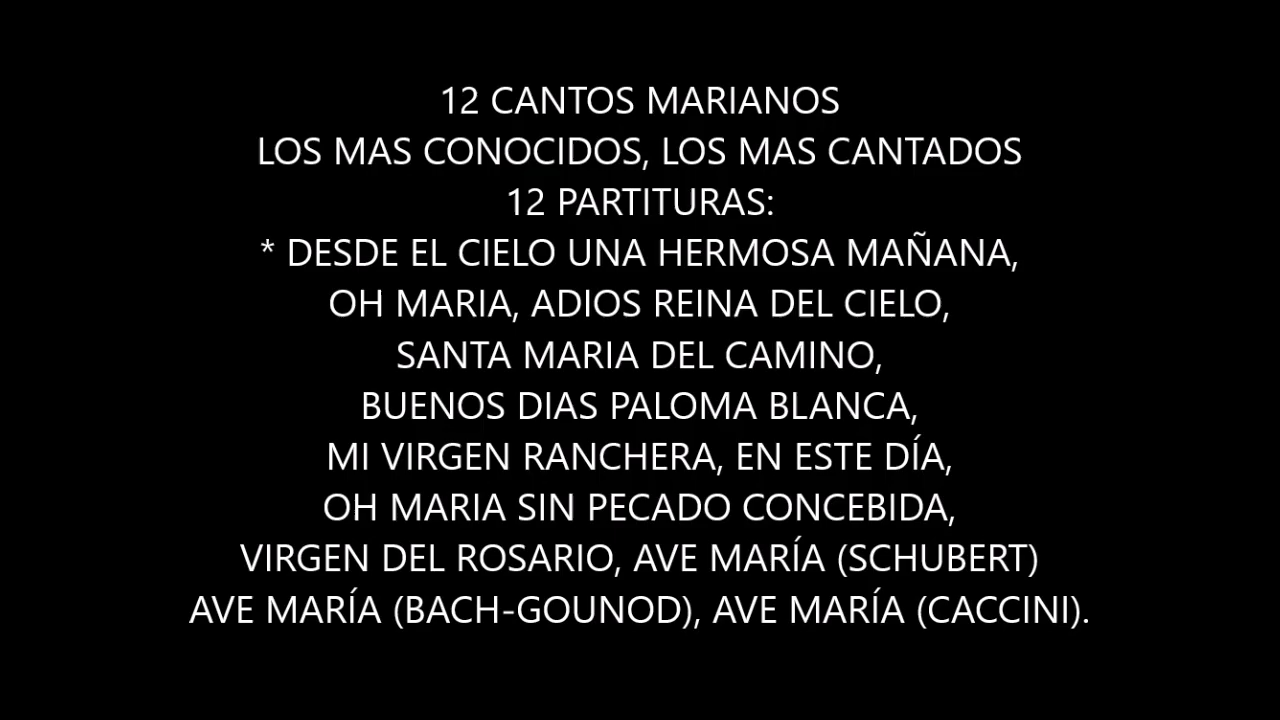 12 CANTOS MARIANOS
LOS MAS CONOCIDOS, LOS MAS CANTADOS
12 PARTITURAS:
* DESDE EL CIELO UNA HERMOSA MAÑANA,
OH MARIA, ADIOS REINA DEL CIELO,
SANTA MARIA DEL CAMINO,
BUENOS DIAS PALOMA BLANCA,
MI VIRGEN RANCHERA, EN ESTE DÍA,
OH MARIA SIN PECADO CONCEBIDA,
VIRGEN DEL ROSARIO, AVE MARÍA (SCHUBERT)
AVE MARÍA (BACH-GOUNOD), AVE MARÍA (CACCINI).